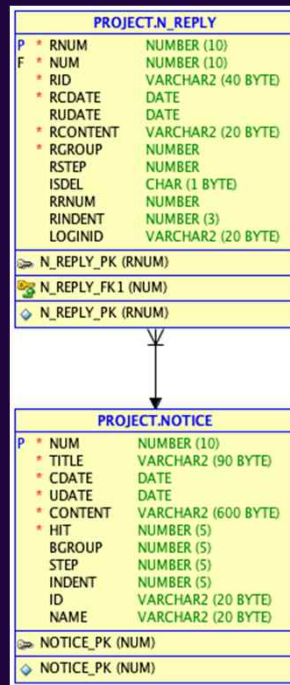 PROJECT.N_REPLY
P * RNUM NUMBER (10)
F * NUM NUMBER (10)
* RID VARCHAR2 (40 BYTE)
* RCDATE DATE
RUDATE DATE
* RCONTENT VARCHAR2 (20 BYTE)
* RGROUP NUMBER
RSTEP NUMBER
ISDEL CHAR (1 BYTE)
RRNUM NUMBER
RINDENT NUMBER (3)
LOGINID VARCHAR2 (20 BYTE)
N_REPLY_PK (RNUM)
N_REPLY_FK1 (NUM)
N_REPLY_PK (RNUM)
PROJECT.NOTICE
P * NUM NUMBER (10)
* TITLE VARCHAR2 (90 BYTE)
* CDATE DATE
* UDATE DATE
* CONTENT VARCHAR2 (600 BYTE)
* HIT NUMBER (5)
BGROUP NUMBER (5)
STEP NUMBER (5)
INDENT NUMBER (5)
ID VARCHAR2 (20 BYTE)
NAME VARCHAR2 (20 BYTE)
NOTICE_PK (NUM)
NOTICE_PK (NUM)